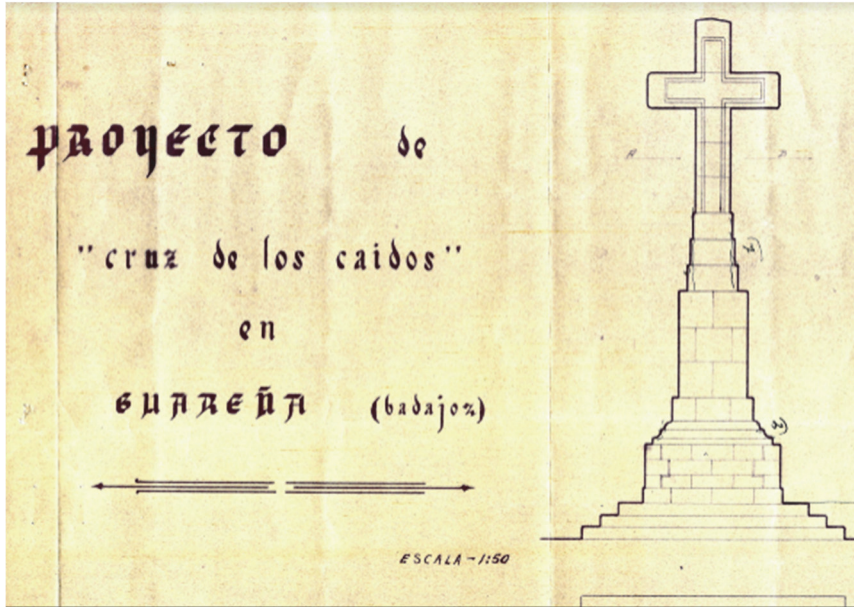 PROYECTO de
"cruz de los caidos"
en
GUAREÑA (badajoz)
ESCALA-1:50